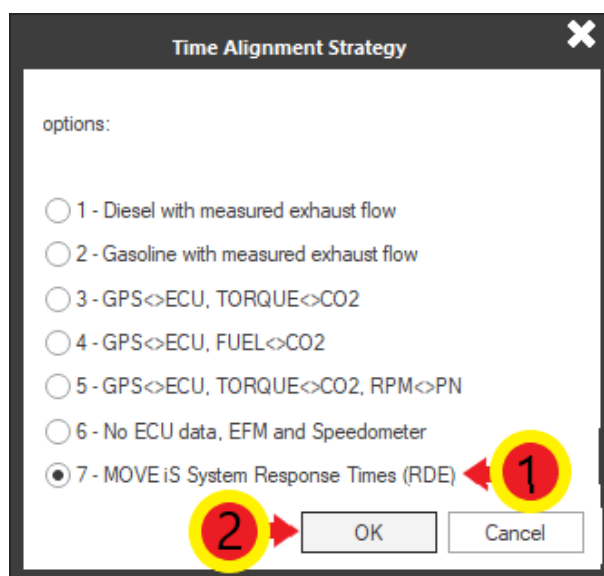 Time Alignment Strategy
options:
1 - Diesel with measured exhaust flow
2 - Gasoline with measured exhaust flow
3 - GPS<>ECU, TORQUE<>CO2
4 - GPS<>ECU, FUEL<>CO2
5 - GPS<>ECU, TORQUE<>CO2, RPM<>PN
6 - No ECU data, EFM and Speedometer
7 - MOVE iS System Response Times (RDE) 1
2 OK Cancel